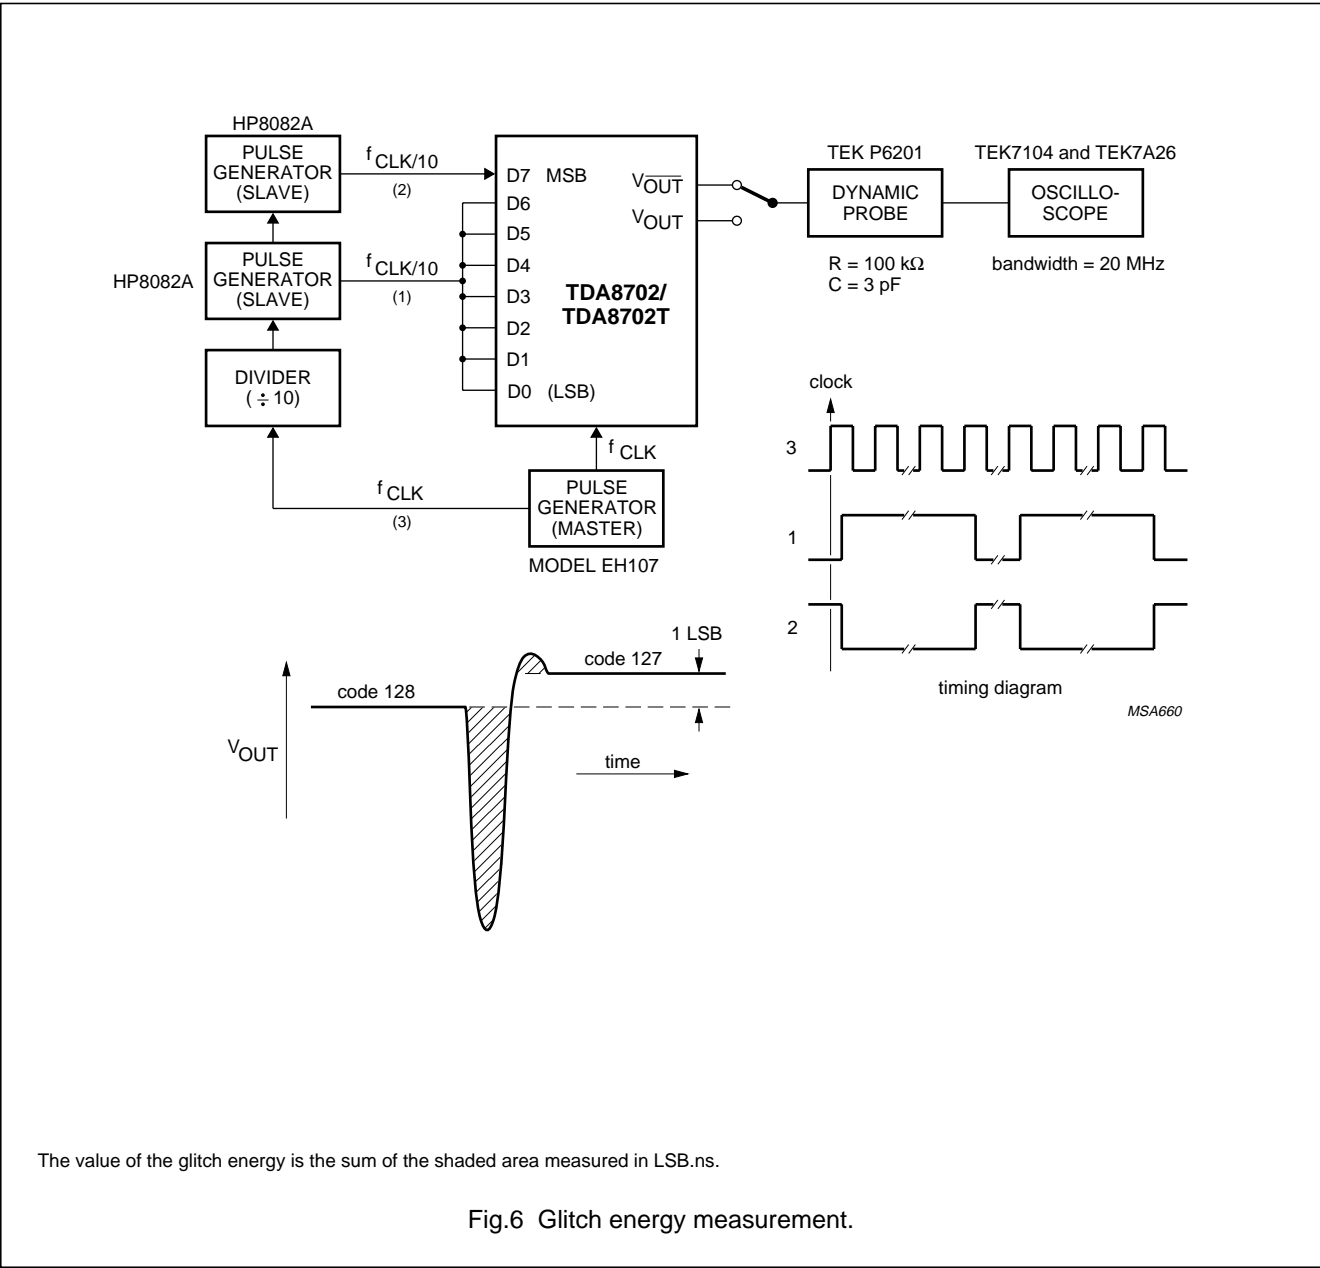 HP8082A
PULSE
GENERATOR
(SLAVE)
f CLK/10
(2)
HP8082A
PULSE
GENERATOR
(SLAVE)
f CLK/10
(1)
DIVIDER
( ÷ 10)
f CLK
(3)
D7 MSB
D6
D5
D4
D3
D2
D1
D0 (LSB)
VOUT
VOUT
TDA8702/
TDA8702T
f CLK
PULSE
GENERATOR
(MASTER)
MODEL EH107
TEK P6201
DYNAMIC
PROBE
R = 100 kΩ
C = 3 pF
TEK7104 and TEK7A26
OSCILLO-
SCOPE
bandwidth = 20 MHz
clock
3
1
2
timing diagram
MSA660
1 LSB
code 127
code 128
VOUT
time
The value of the glitch energy is the sum of the shaded area measured in LSB.ns.
Fig.6 Glitch energy measurement.